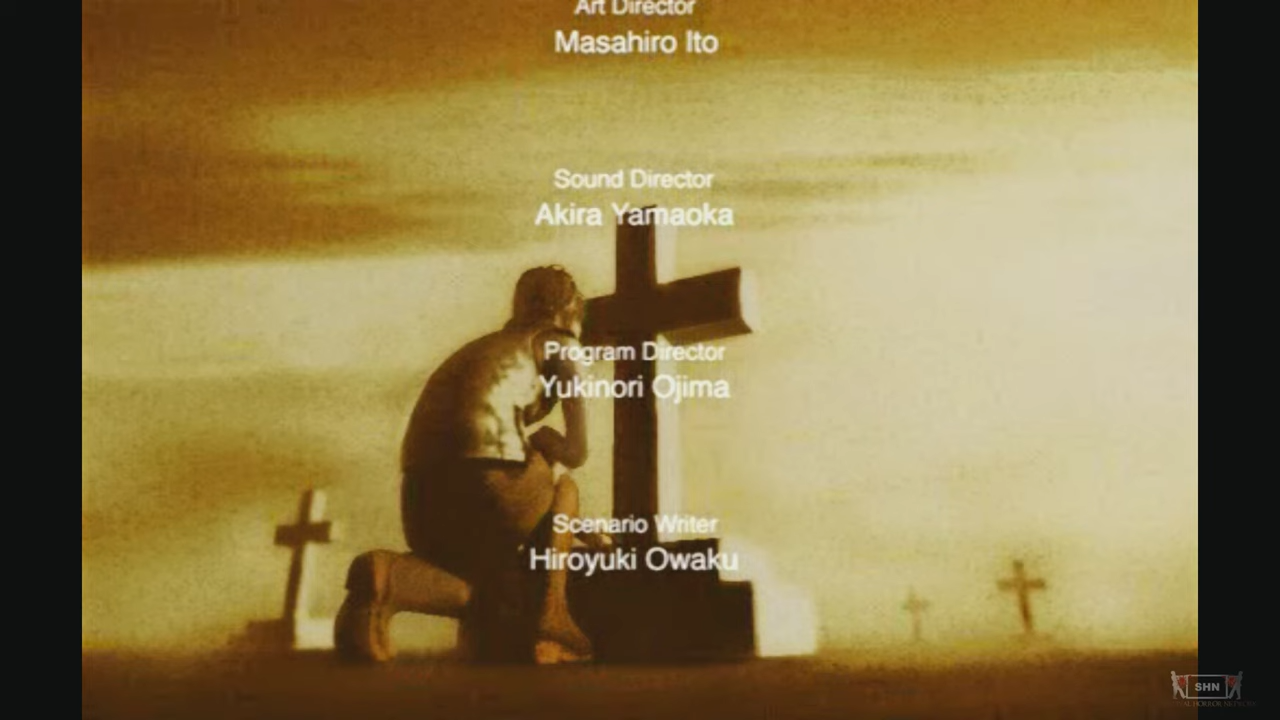 Art Director
Masahiro Ito
Sound Director
Akira Yamaoka
Program Director
Yukinori Ojima
Scenario Writer
Hiroyuki Owaku
SHN